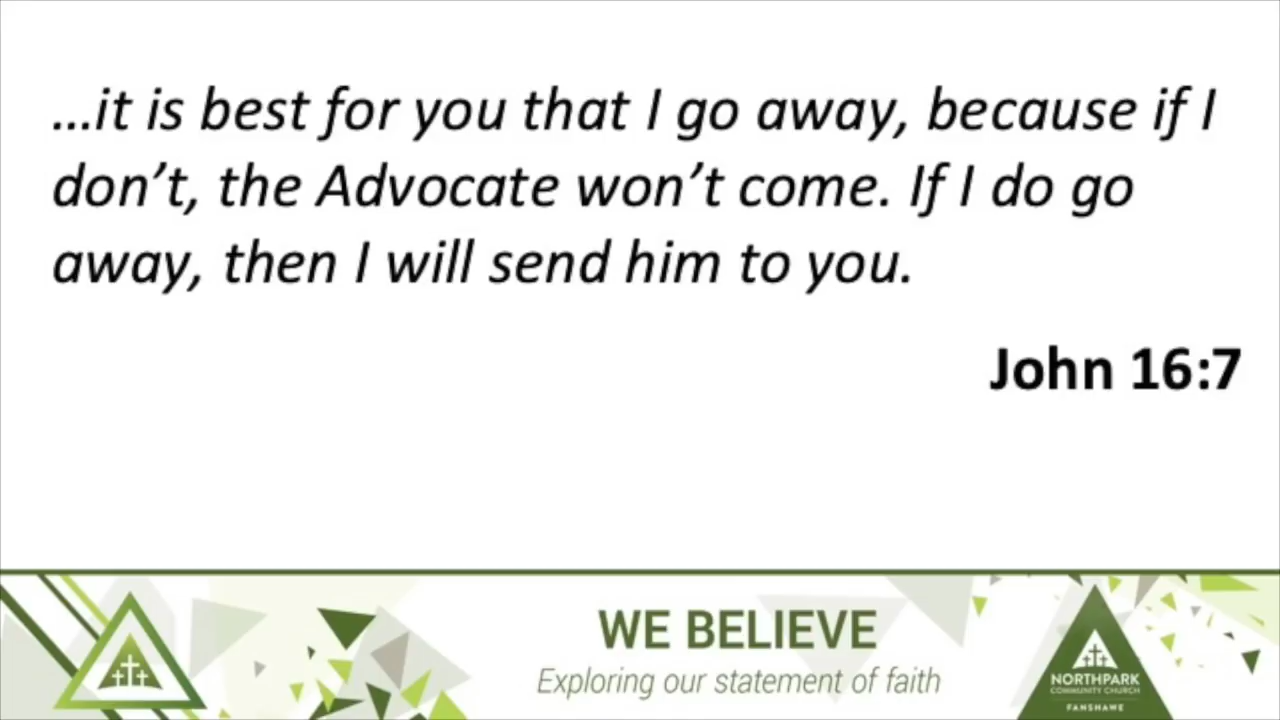 ...it is best for you that I go away, because if I
don’t, the Advocate won’t come. If I do go
away, then I will send him to you.
John 16:7
WE BELIEVE
Exploring our statement of faith
NORTHPARK
COMMUNITY CHURCH
FANSHAWE